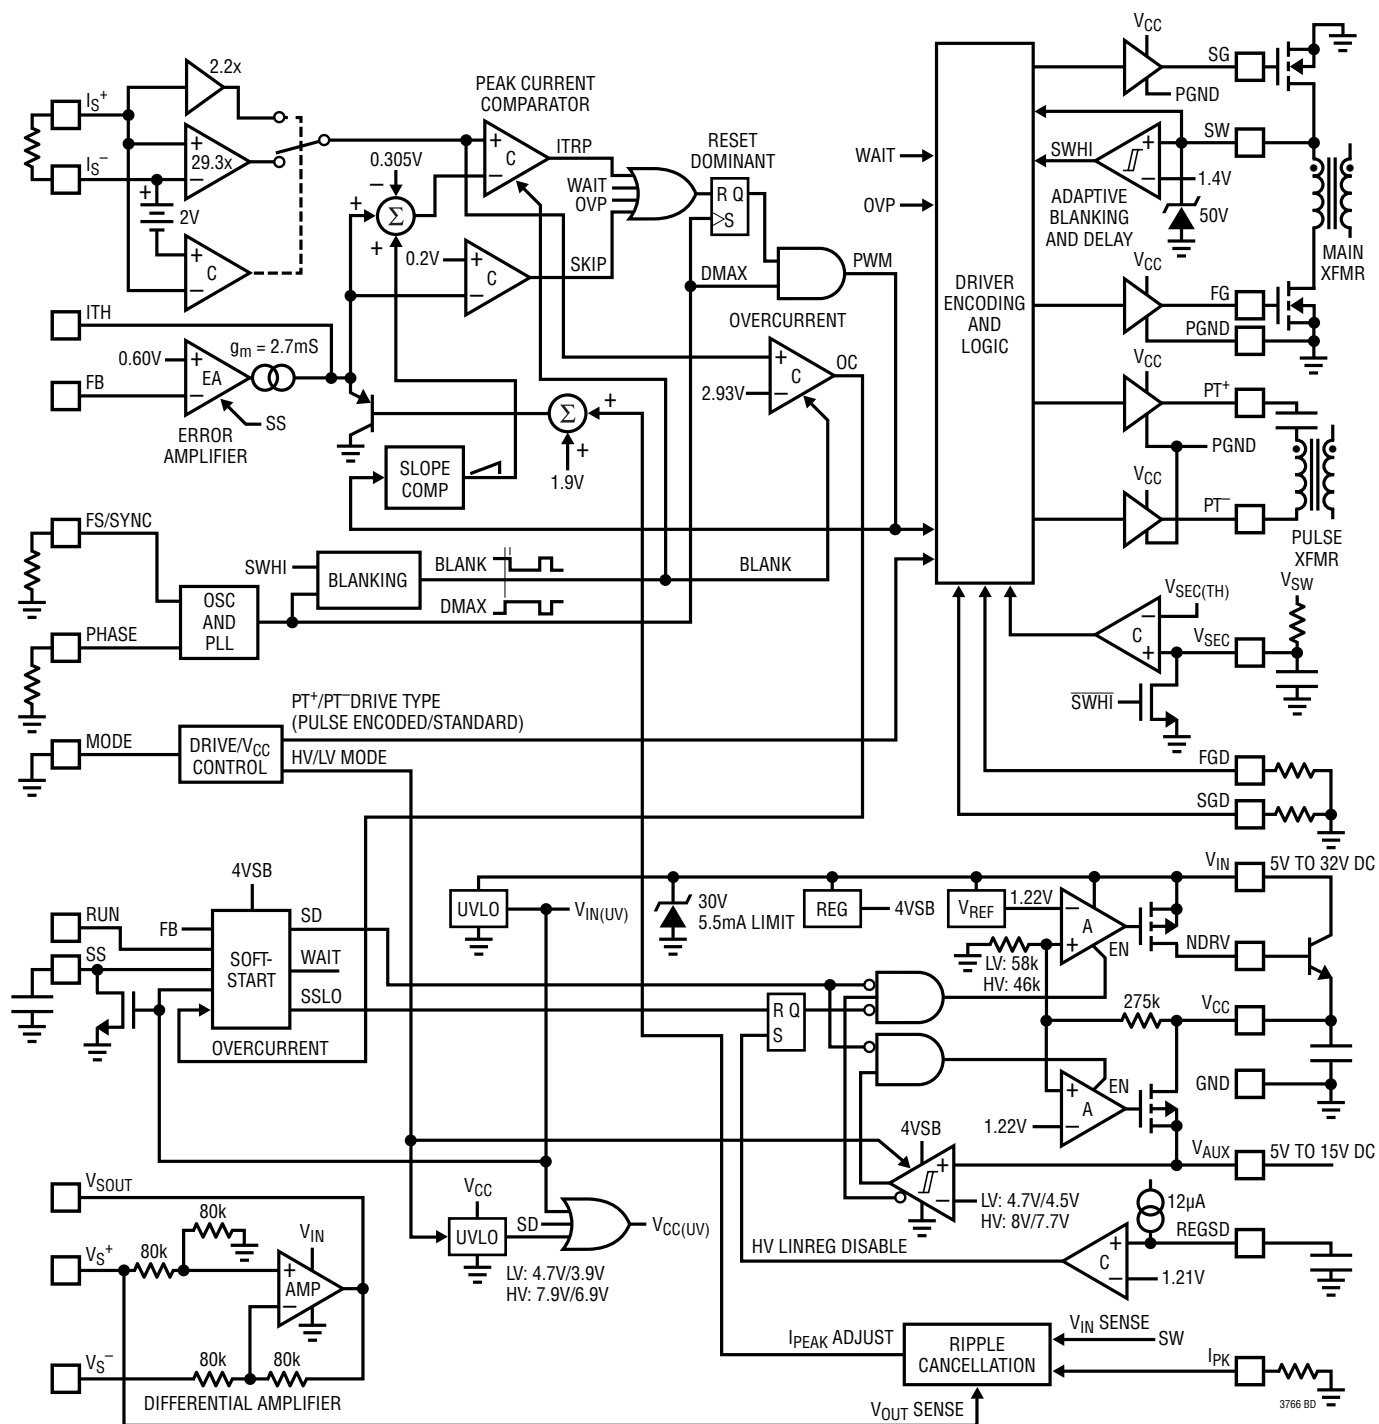 2.2x
IS+
IS–
29.3x
+
–
+
2V
+
–
C
PEAK CURRENT
COMPARATOR
+
–
C
ITRP
0.305V
–
+
Σ
+
WAIT
OVP
0.2V
+
–
C
SKIP
RESET
DOMINANT
R Q
S
DMAX
PWM
WAIT
OVP
DRIVER
ENCODING
AND
LOGIC
VCC
SG
PGND
SW
SWHI
+
–
1.4V
ADAPTIVE
BLANKING
AND DELAY
50V
MAIN
XFMR
VCC
FG
PGND
ITH
gm = 2.7mS
0.60V
+
–
EA
FB
SS
ERROR
AMPLIFIER
OVERCURRENT
+
–
C
OC
2.93V
Σ
+
+
1.9V
SLOPE
COMP
VCC
PT+
PGND
VCC
PT–
PULSE
XFMR
FS/SYNC
SWHI
BLANKING
BLANK
BLANK
DMAX
OSC
AND
PLL
PHASE
VSW
VSEC(TH)
–
C
+
VSEC
SWHI
PT+/PT–DRIVE TYPE
(PULSE ENCODED/STANDARD)
MODE
DRIVE/VCC
CONTROL
HV/LV MODE
FGD
SGD
4VSB
RUN
FB
SD
SS
SOFT-
START
WAIT
SSLO
OVERCURRENT
UVLO
VIN(UV)
30V
5.5mA LIMIT
REG
4VSB
VREF
1.22V
–
A
+
EN
LV: 58k
HV: 46k
VIN
5V TO 32V DC
NDRV
275k
VCC
GND
R Q
S
+
A
–
EN
1.22V
4VSB
+
–
VAUX
5V TO 15V DC
LV: 4.7V/4.5V
HV: 8V/7.7V
12µA
REGSD
+
C
–
1.21V
HV LINREG DISABLE
VSOUT
80k
VS+
80k
VIN
+
AMP
–
VS–
80k
80k
DIFFERENTIAL AMPLIFIER
VCC
UVLO
SD
VCC(UV)
LV: 4.7V/3.9V
HV: 7.9V/6.9V
IPEAK ADJUST
RIPPLE
CANCELLATION
VIN SENSE
SW
IPK
VOUT SENSE
3766 BD